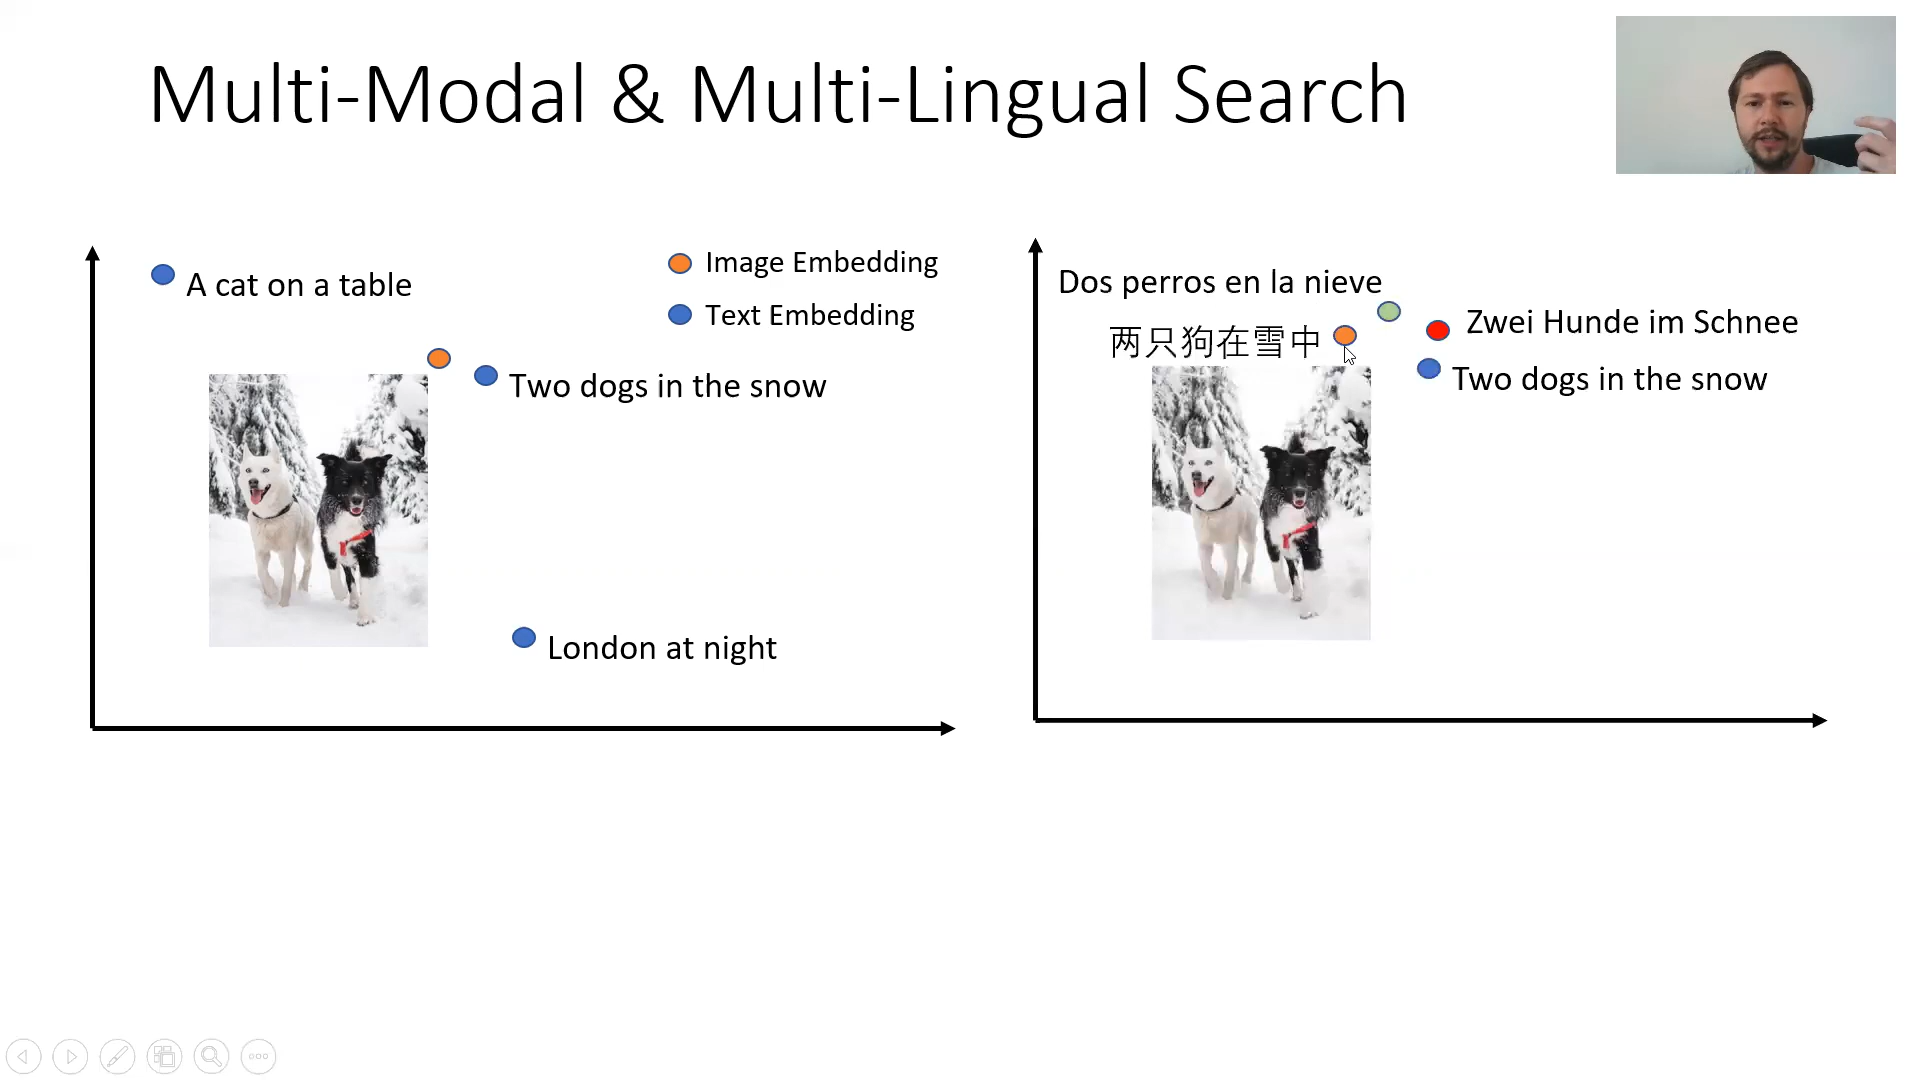 Multi-Modal & Multi-Lingual Search
A cat on a table
Image Embedding
Text Embedding
Two dogs in the snow
London at night
Dos perros en la nieve
两只狗在雪中
Zwei Hunde im Schnee
Two dogs in the snow